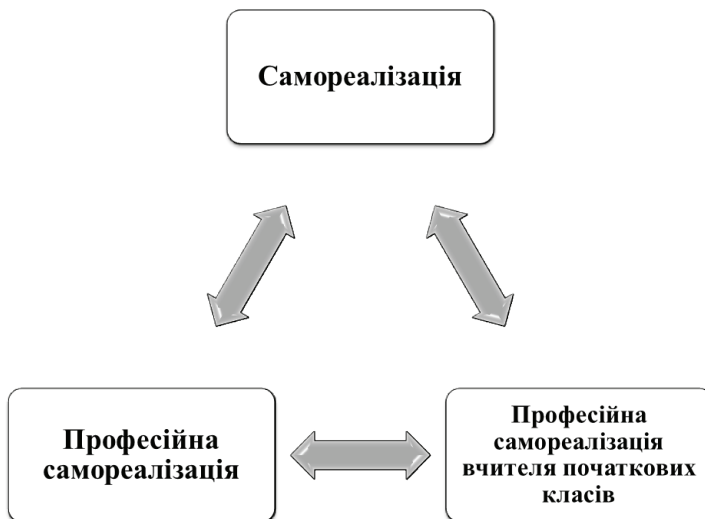 Самореалізація
Професійна
самореалізація
Професійна
самореалізація
вчителя початкових
класів